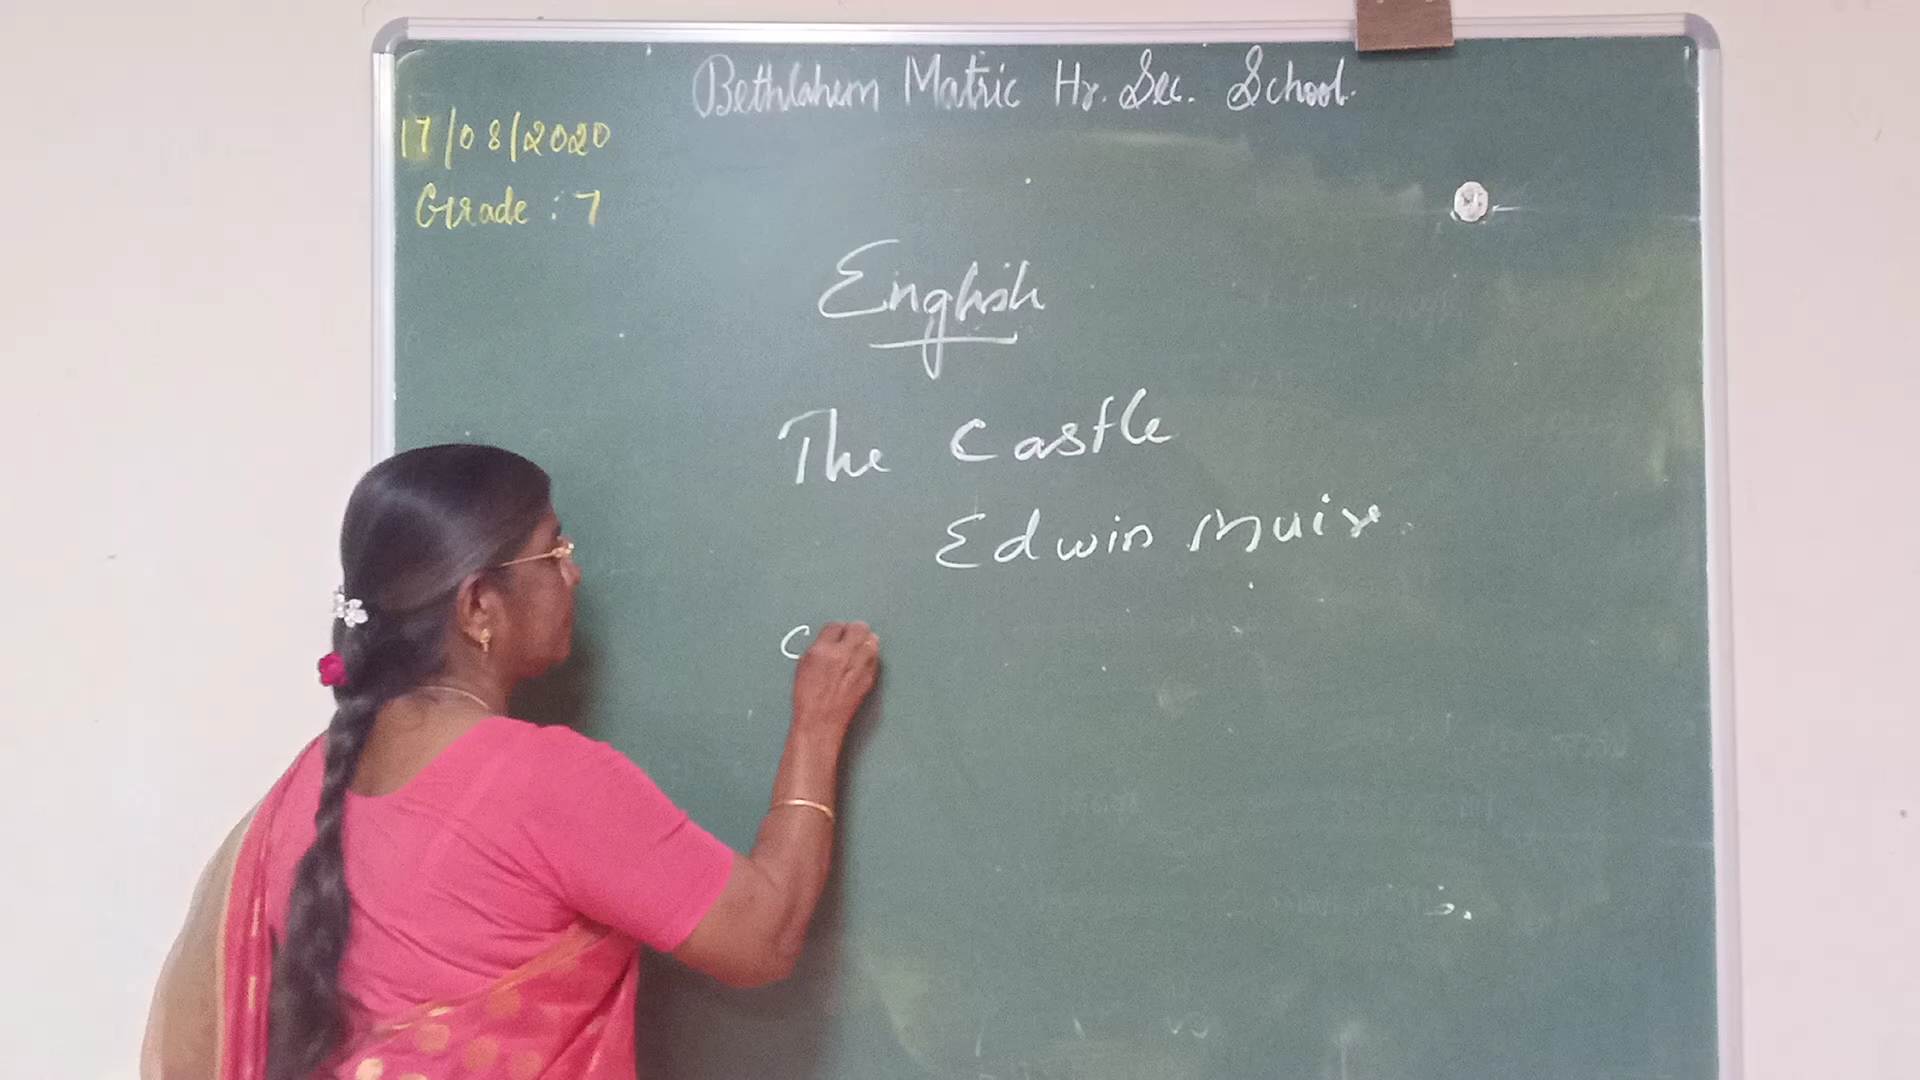 Bethlahem Matric Hr. Sec. School.
17/08/2020
Grade : 7
English
The Castle
Edwin Muir.
C